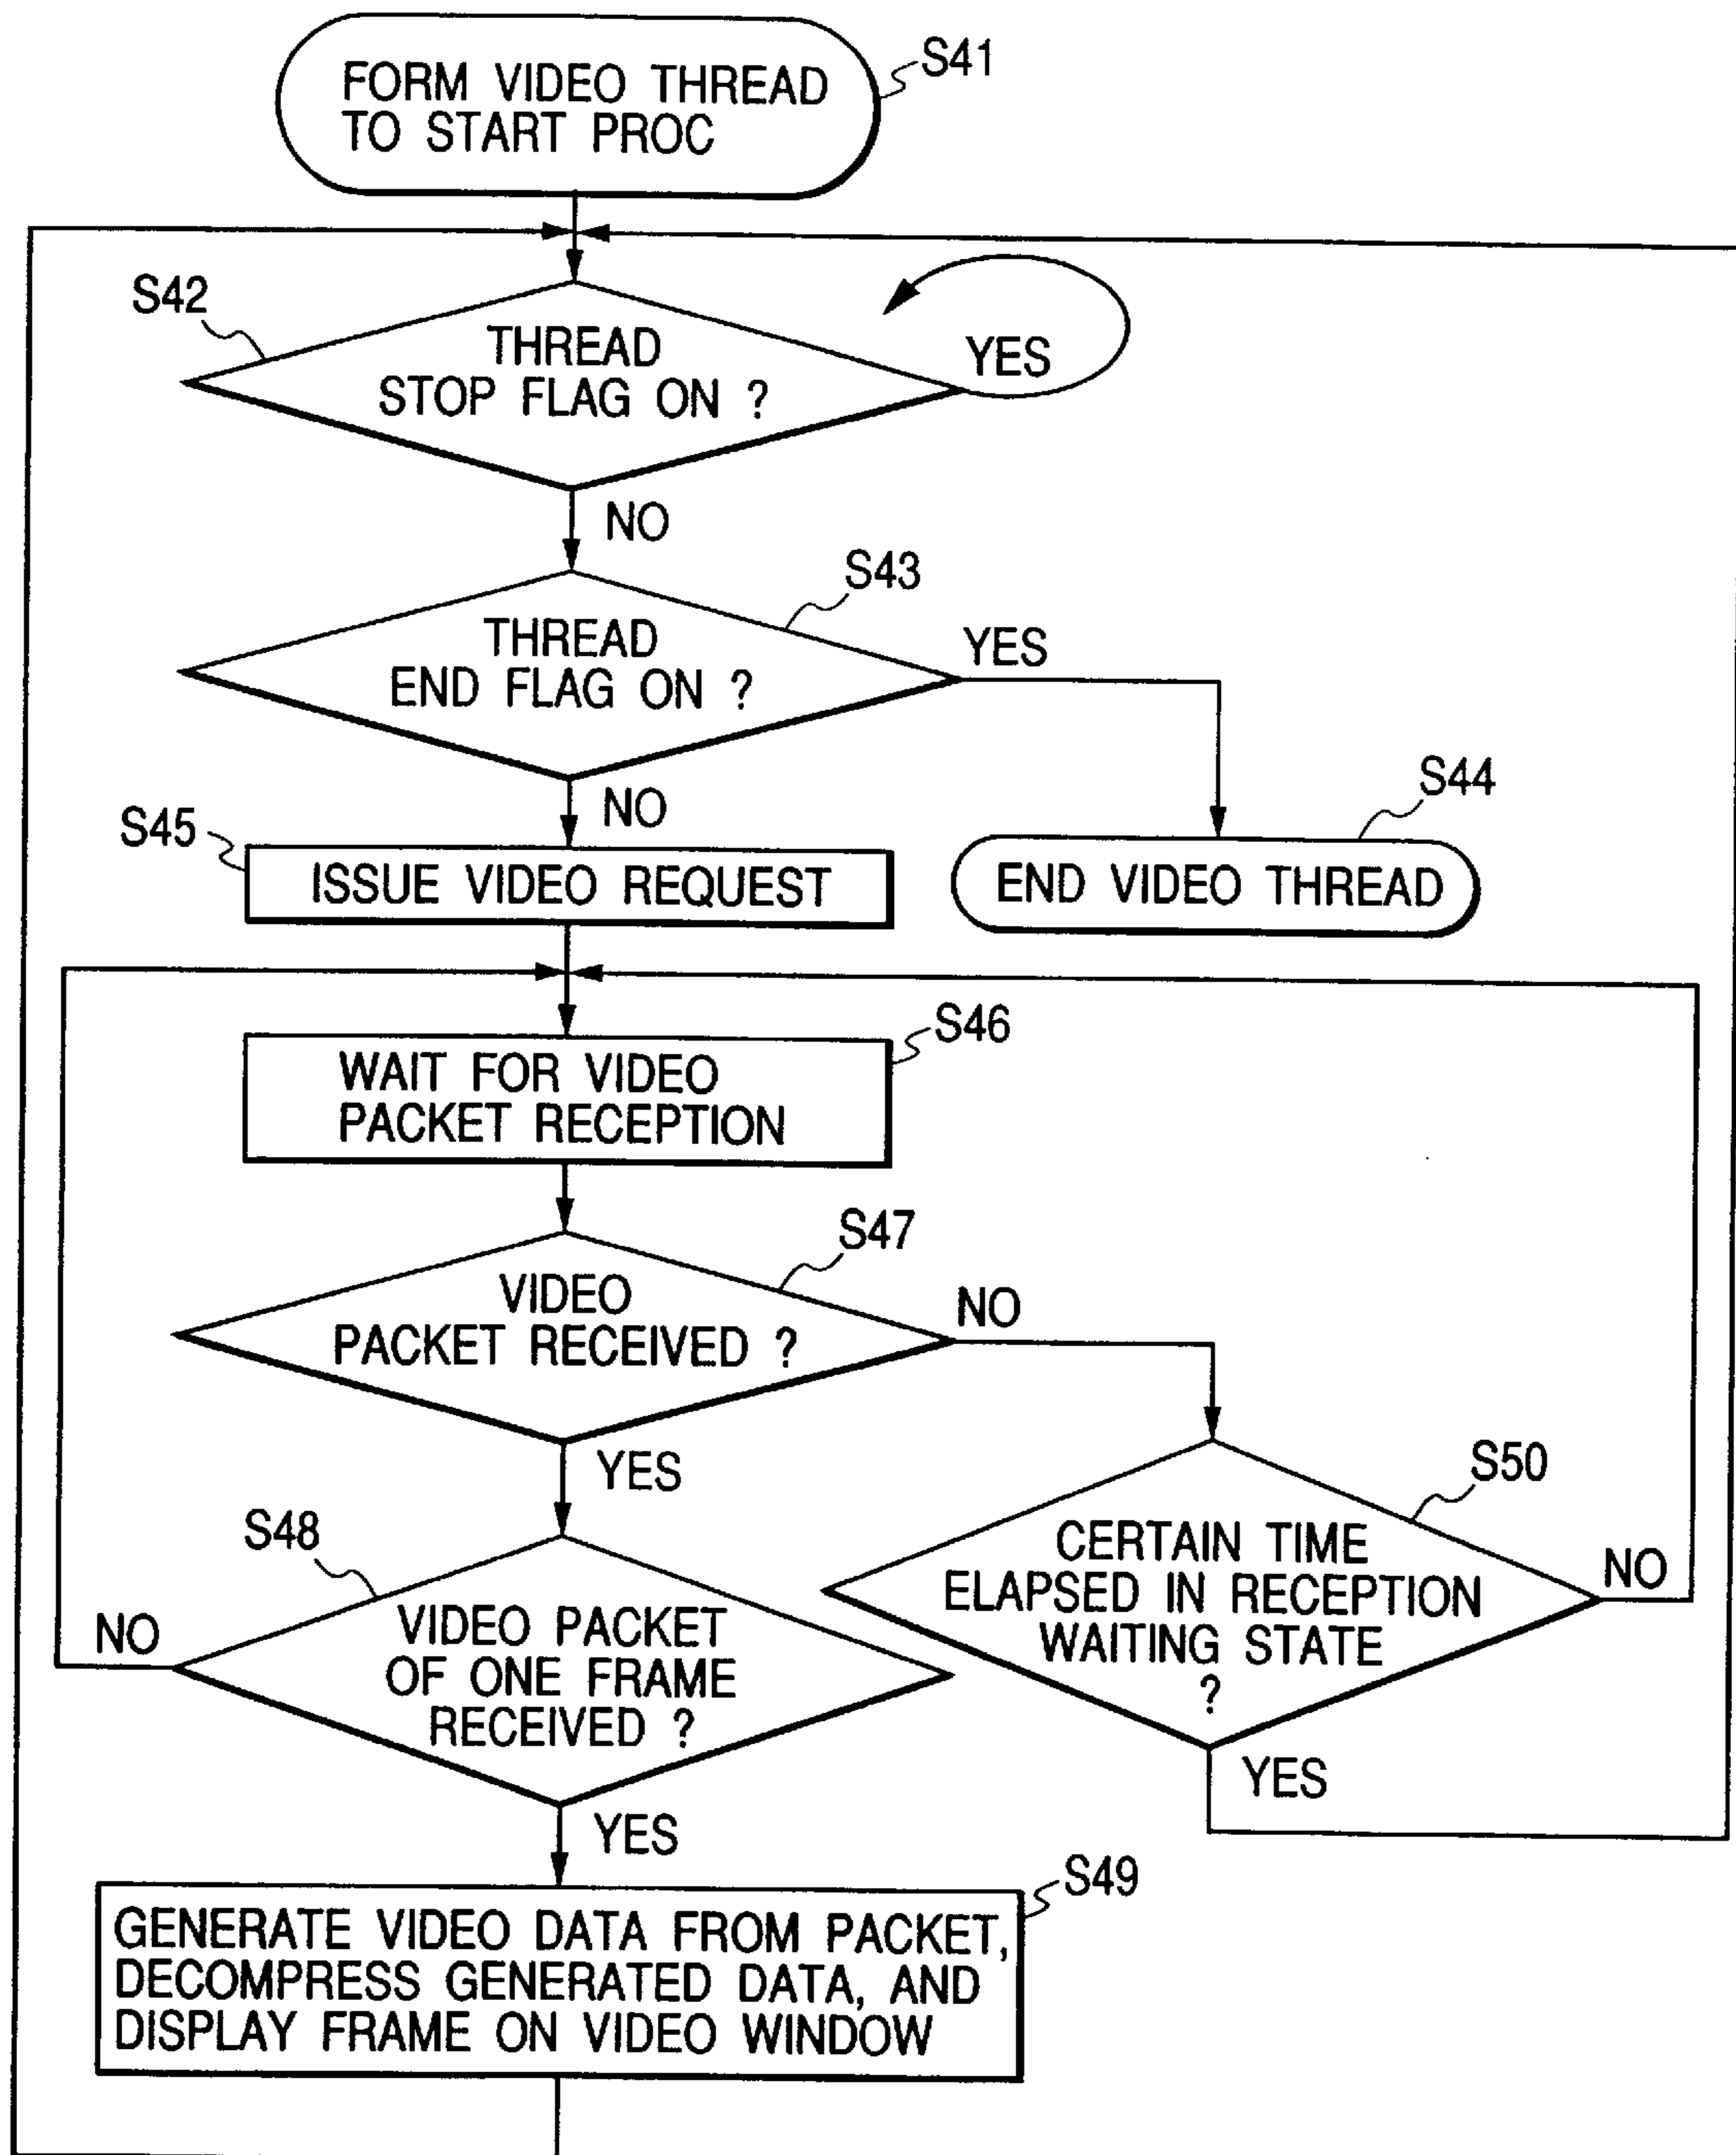 FORM VIDEO THREAD
TO START PROC
S41
S42
THREAD
STOP FLAG ON ?
YES
NO
S43
THREAD
END FLAG ON ?
YES
NO
S44
END VIDEO THREAD
S45
ISSUE VIDEO REQUEST
S46
WAIT FOR VIDEO
PACKET RECEPTION
S47
VIDEO
PACKET RECEIVED ?
NO
YES
S50
CERTAIN TIME
ELAPSED IN RECEPTION
WAITING STATE
?
NO
YES
S48
VIDEO PACKET
OF ONE FRAME
RECEIVED ?
NO
YES
S49
GENERATE VIDEO DATA FROM PACKET,
DECOMPRESS GENERATED DATA, AND
DISPLAY FRAME ON VIDEO WINDOW